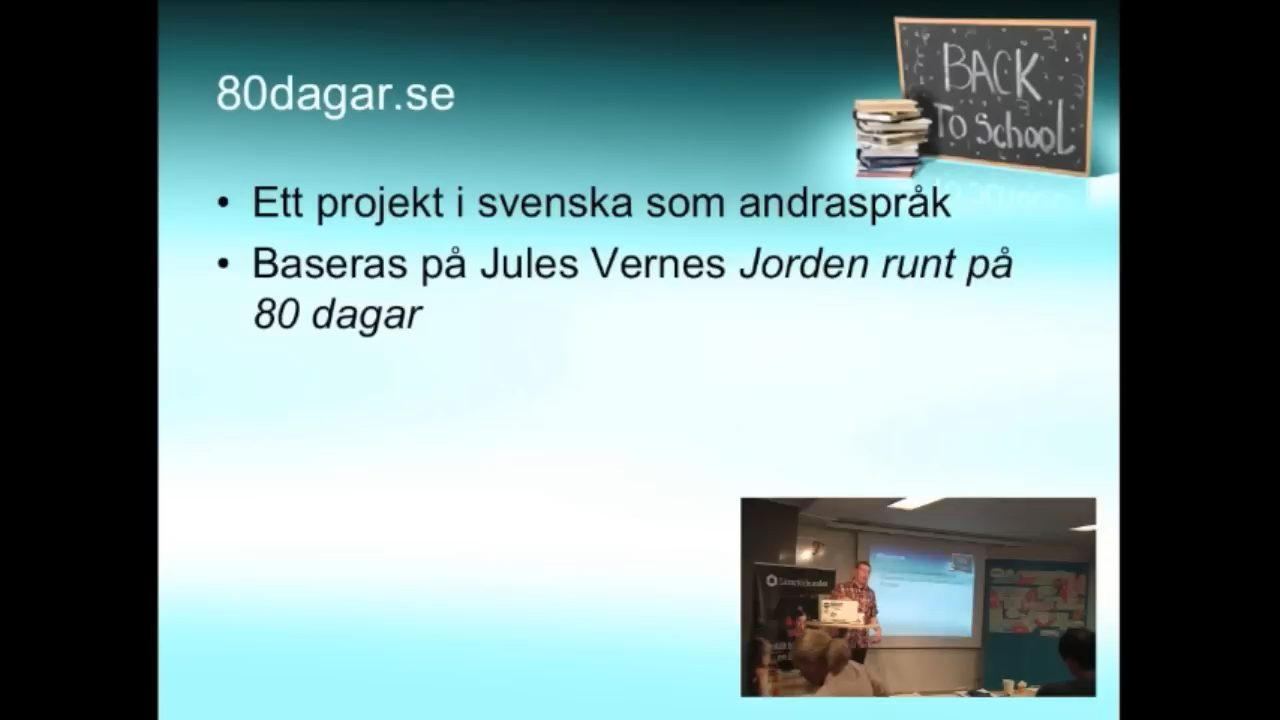 80dagar.se
BACK
To SCHOOL
• Ett projekt i svenska som andraspråk
• Baseras på Jules Vernes Jorden runt på
80 dagar